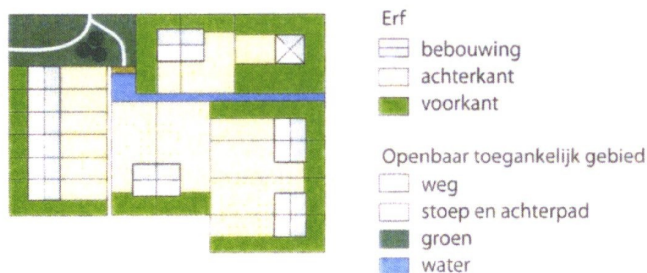 Erf
bebouwing
achterkant
voorkant
Openbaar toegankelijk gebied
weg
stoep en achterpad
groen
water